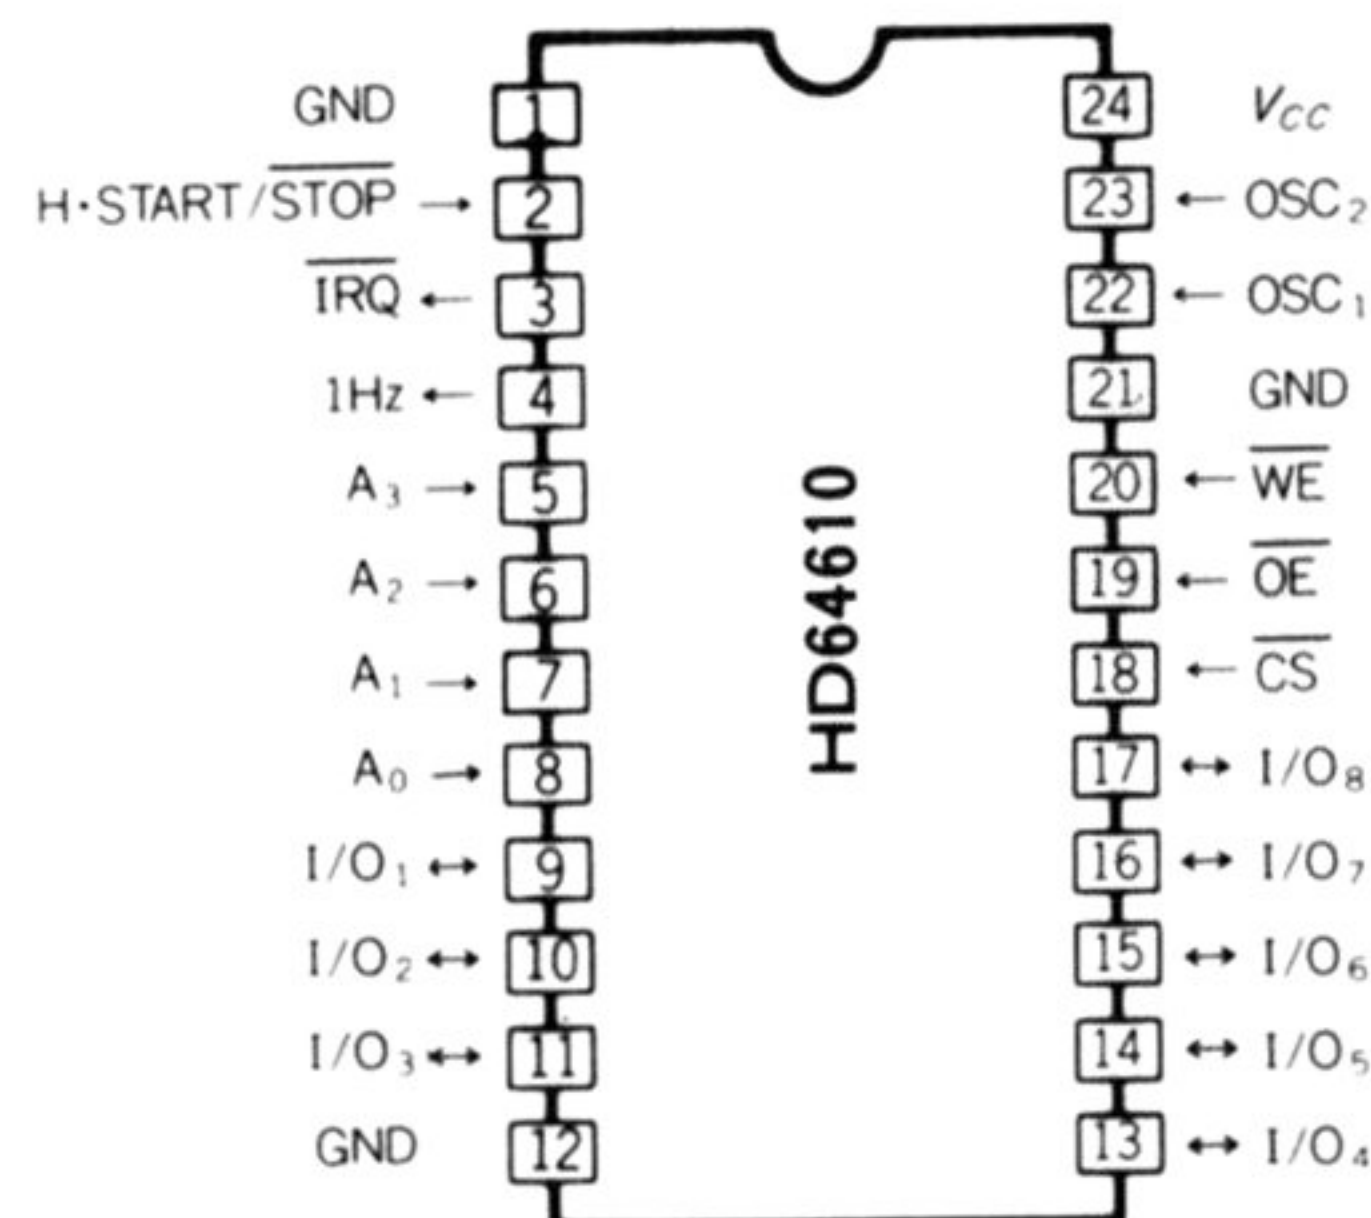 GND 1 24 VCC
H·START/STOP → 2 23 ← OSC2
IRQ ← 3 22 ← OSC1
1Hz ← 4 21 GND
A3 → 5 20 ← WE
A2 → 6 19 ← OE
A1 → 7 18 ← CS
A0 → 8 17 ↔ I/O8
I/O1 ↔ 9 16 ↔ I/O7
I/O2 ↔ 10 15 ↔ I/O6
I/O3 ↔ 11 14 ↔ I/O5
GND 12 13 ↔ I/O4
HD64610